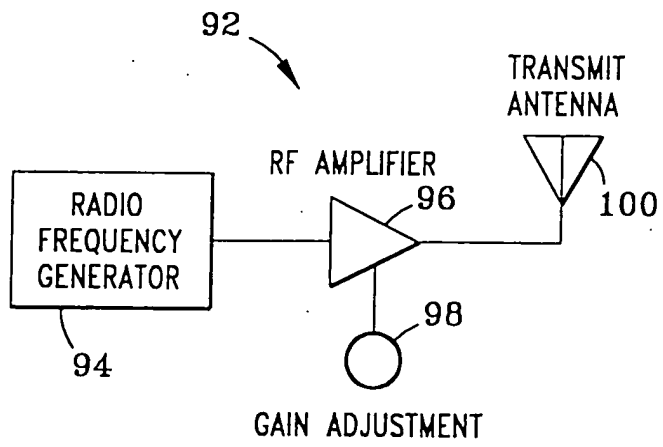 92
TRANSMIT
ANTENNA
RF AMPLIFIER
96
100
RADIO
FREQUENCY
GENERATOR
94
98
GAIN ADJUSTMENT